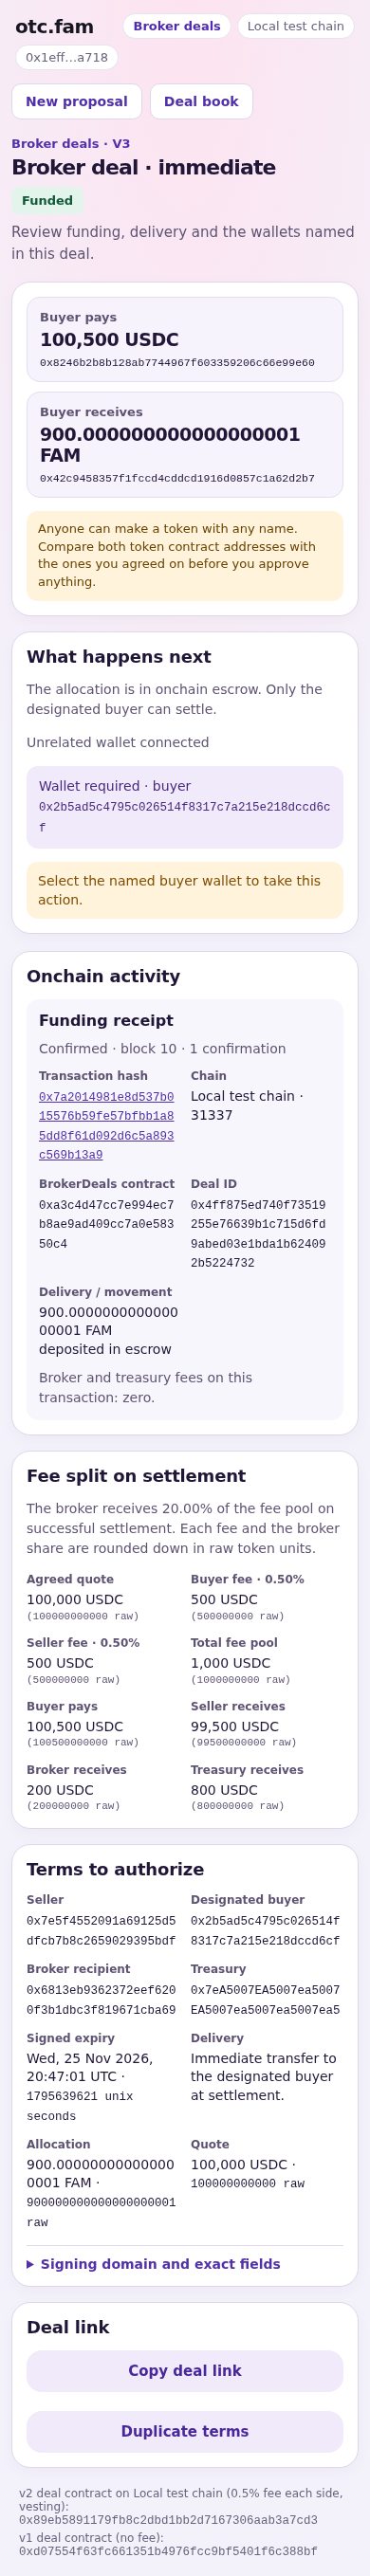 otc.fam
Broker deals
Local test chain
0x1eff…a718
New proposal
Deal book
Broker deals · V3
Broker deal · immediate
Funded
Review funding, delivery and the wallets named
in this deal.
Buyer pays
100,500 USDC
0x8246b2b8b128ab7744967f603359206c66e99e60
Buyer receives
900.000000000000000001
FAM
0x42c9458357f1fccd4cddcd1916d0857c1a62d2b7
Anyone can make a token with any name.
Compare both token contract addresses with
the ones you agreed on before you approve
anything.
What happens next
The allocation is in onchain escrow. Only the
designated buyer can settle.
Unrelated wallet connected
Wallet required · buyer
0x2b5ad5c4795c026514f8317c7a215e218dccd6c
f
Select the named buyer wallet to take this
action.
Onchain activity
Funding receipt
Confirmed · block 10 · 1 confirmation
Transaction hash
0x7a2014981e8d537b0
15576b59fe57bfbb1a8
5dd8f61d092d6c5a893
c569b13a9
Chain
Local test chain ·
31337
BrokerDeals contract
0xa3c4d47cc7e994ec7
b8ae9ad409cc7a0e583
50c4
Deal ID
0x4ff875ed740f73519
255e76639b1c715d6fd
9abed03e1bda1b62409
2b5224732
Delivery / movement
900.0000000000000
00001 FAM
deposited in escrow
Broker and treasury fees on this
transaction: zero.
Fee split on settlement
The broker receives 20.00% of the fee pool on
successful settlement. Each fee and the broker
share are rounded down in raw token units.
Agreed quote
100,000 USDC
(100000000000 raw)
Buyer fee · 0.50%
500 USDC
(500000000 raw)
Seller fee · 0.50%
500 USDC
(500000000 raw)
Total fee pool
1,000 USDC
(1000000000 raw)
Buyer pays
100,500 USDC
(100500000000 raw)
Seller receives
99,500 USDC
(99500000000 raw)
Broker receives
200 USDC
(200000000 raw)
Treasury receives
800 USDC
(800000000 raw)
Terms to authorize
Seller
0x7e5f4552091a69125d5
dfcb7b8c2659029395bdf
Designated buyer
0x2b5ad5c4795c026514f
8317c7a215e218dccd6cf
Broker recipient
0x6813eb9362372eef620
0f3b1dbc3f819671cba69
Treasury
0x7eA5007EA5007ea5007
EA5007ea5007ea5007ea5
Signed expiry
Wed, 25 Nov 2026,
20:47:01 UTC ·
1795639621 unix
seconds
Delivery
Immediate transfer to
the designated buyer
at settlement.
Allocation
900.00000000000000
0001 FAM ·
900000000000000000001
raw
Quote
100,000 USDC ·
100000000000 raw
▶ Signing domain and exact fields
Deal link
Copy deal link
Duplicate terms
v2 deal contract on Local test chain (0.5% fee each side,
vesting):
0x89eb5891179fb8c2dbd1bb2d7167306aab3a7cd3
v1 deal contract (no fee):
0xd07554f63fc661351b4976fcc9bf5401f6c388bf